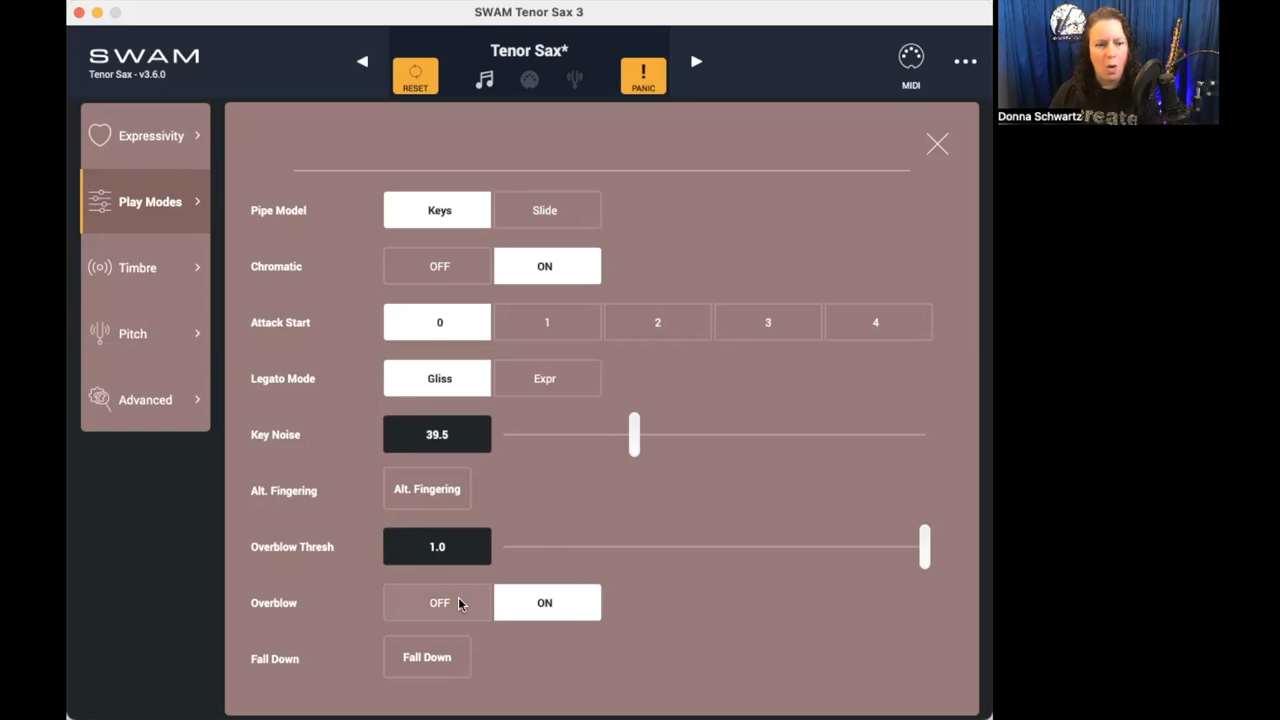 SWAM Tenor Sax 3
SWAM
Tenor Sax - v3.6.0
Tenor Sax*
RESET
!
PANIC
MIDI
Donna Schwartz
create
Expressivity
Play Modes
Timbre
Pitch
Advanced
Pipe Model Keys Slide
Chromatic OFF ON
Attack Start 0 1 2 3 4
Legato Mode Gliss Expr
Key Noise 39.5
Alt. Fingering Alt. Fingering
Overblow Thresh 1.0
Overblow OFF ON
Fall Down Fall Down